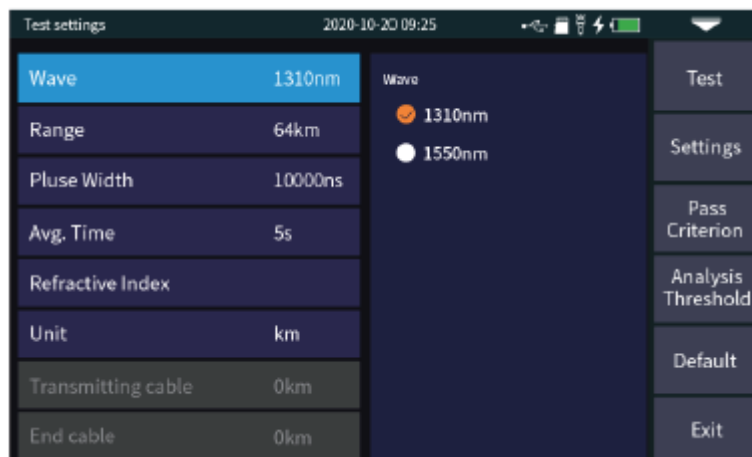 Test settings 2020-10-20 09:25
Wave 1310nm
Range 64km
Pluse Width 10000ns
Avg. Time 5s
Refractive Index
Unit km
Transmitting cable 0km
End cable 0km
Wave
1310nm
1550nm
Test
Settings
Pass
Criterion
Analysis
Threshold
Default
Exit